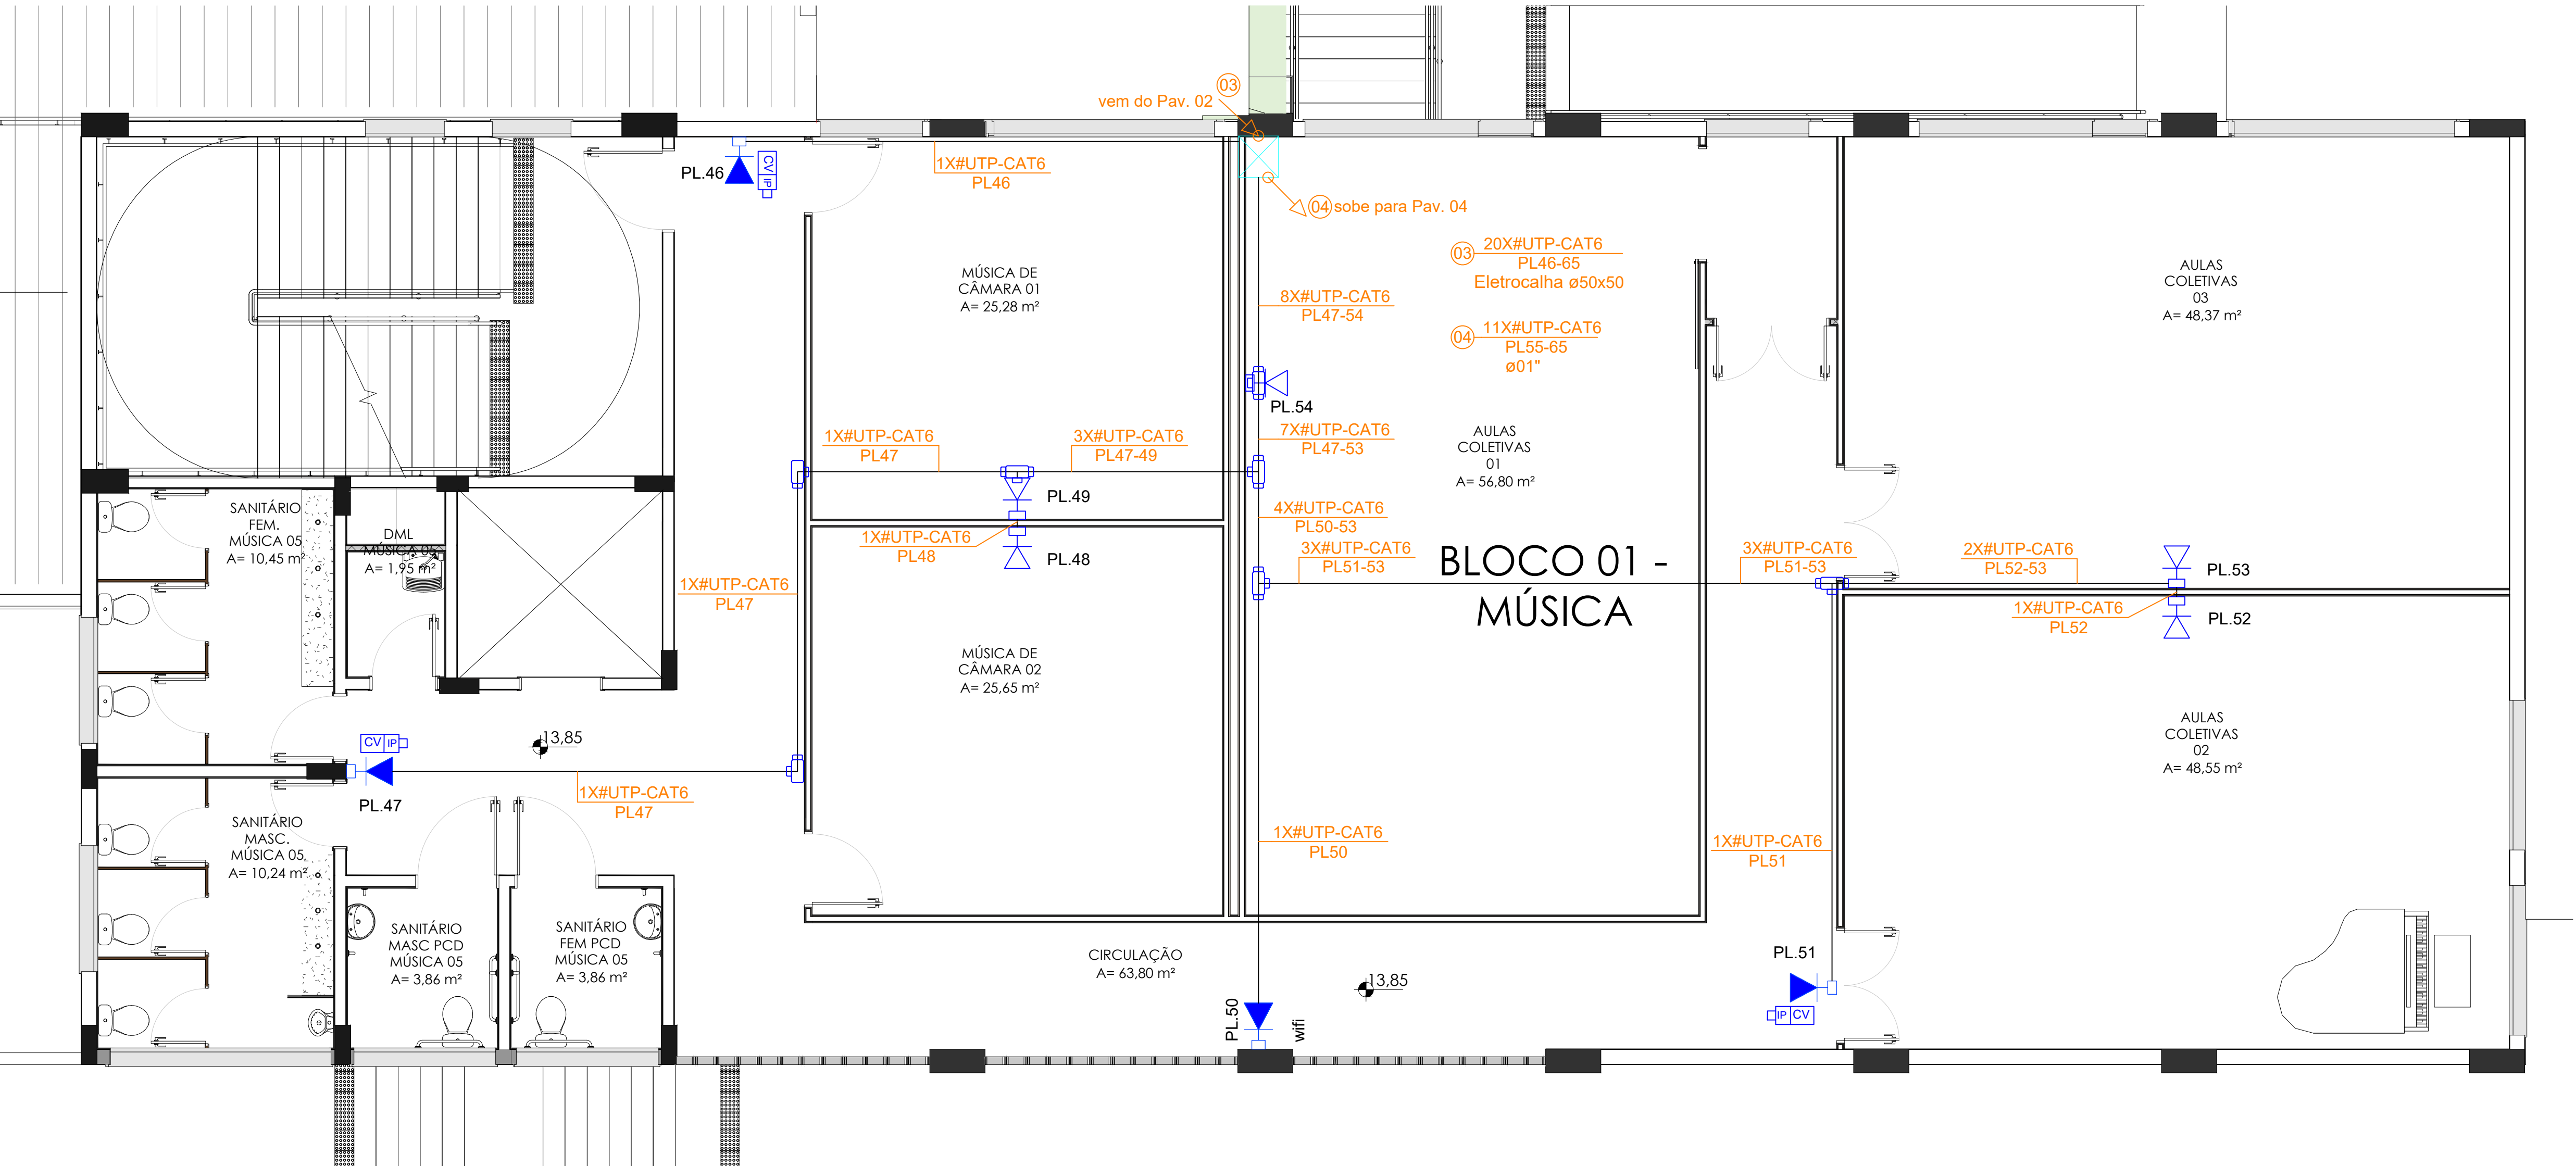 03
vem do Pav. 02
PL.46
CV
IP
1X#UTP-CAT6
PL46
04 sobe para Pav. 04
MÚSICA DE
CÂMARA 01
A= 25,28 m²
03 20X#UTP-CAT6
PL46-65
Eletrocalha ø50x50
8X#UTP-CAT6
PL47-54
04 11X#UTP-CAT6
PL55-65
ø01"
AULAS
COLETIVAS
03
A= 48,37 m²
PL.54
1X#UTP-CAT6
PL47
3X#UTP-CAT6
PL47-49
7X#UTP-CAT6
PL47-53
AULAS
COLETIVAS
01
A= 56,80 m²
PL.49
SANITÁRIO
FEM.
MÚSICA 05
A= 10,45 m²
DML
MÚSICA 05
A= 1,95 m²
1X#UTP-CAT6
PL48
PL.48
4X#UTP-CAT6
PL50-53
3X#UTP-CAT6
PL51-53
BLOCO 01 -
MÚSICA
3X#UTP-CAT6
PL51-53
2X#UTP-CAT6
PL52-53
PL.53
1X#UTP-CAT6
PL47
1X#UTP-CAT6
PL52
PL.52
MÚSICA DE
CÂMARA 02
A= 25,65 m²
AULAS
COLETIVAS
02
A= 48,55 m²
CV IP
13,85
PL.47
1X#UTP-CAT6
PL47
SANITÁRIO
MASC.
MÚSICA 05
A= 10,24 m²
1X#UTP-CAT6
PL50
1X#UTP-CAT6
PL51
SANITÁRIO
MASC PCD
MÚSICA 05
A= 3,86 m²
SANITÁRIO
FEM PCD
MÚSICA 05
A= 3,86 m²
CIRCULAÇÃO
A= 63,80 m²
13,85
PL.51
IP CV
PL.50
wifi